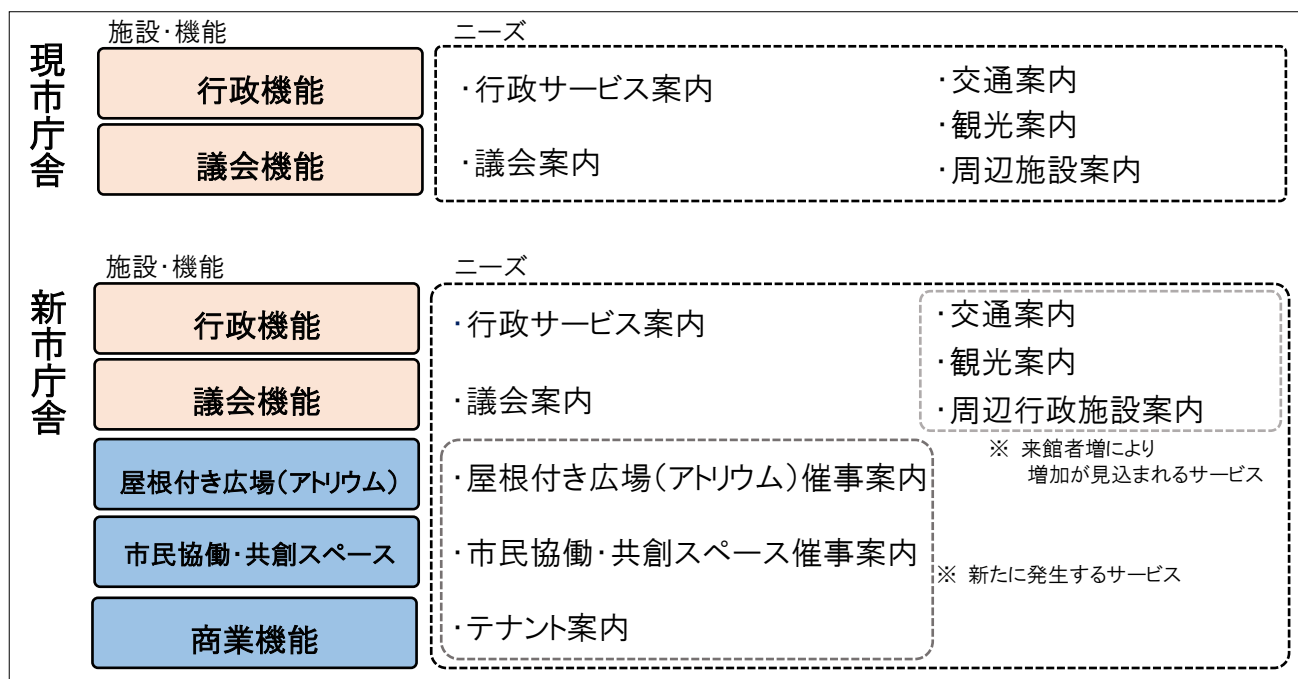 現市庁舎
施設・機能
ニーズ
行政機能
議会機能
・行政サービス案内
・議会案内
・交通案内
・観光案内
・周辺施設案内
新市庁舎
施設・機能
ニーズ
行政機能
議会機能
屋根付き広場(アトリウム)
市民協働・共創スペース
商業機能
・行政サービス案内
・議会案内
・屋根付き広場(アトリウム)催事案内
・市民協働・共創スペース催事案内
・テナント案内
・交通案内
・観光案内
・周辺行政施設案内
※ 来館者増により
増加が見込まれるサービス
※ 新たに発生するサービス